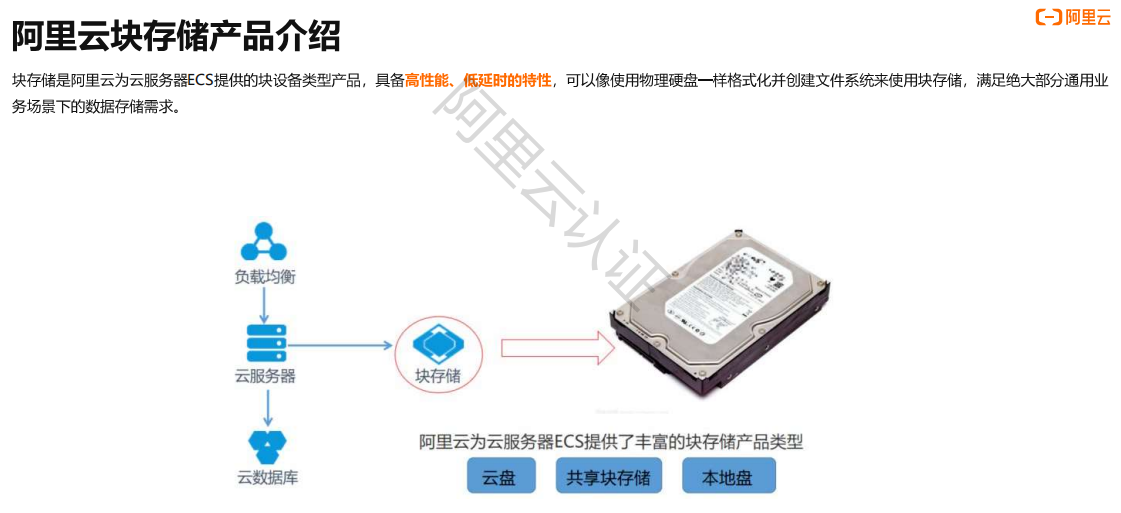 阿里云块存储产品介绍
阿里云
块存储是阿里云为云服务器ECS提供的块设备类型产品，具备高性能、低延时的特性，可以像使用物理硬盘一样格式化并创建文件系统来使用块存储，满足绝大部分通用业
务场景下的数据存储需求。
阿里云认证
负载均衡
云服务器
块存储
云数据库
阿里云为云服务器ECS提供了丰富的块存储产品类型
云盘
共享块存储
本地盘